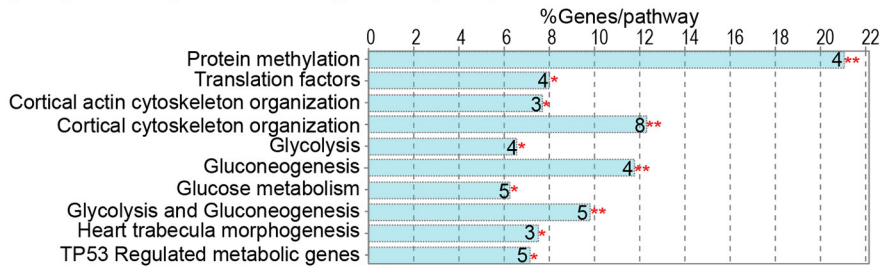 %Genes/pathway
0 2 4 6 8 10 12 14 16 18 20 22
Protein methylation 4**
Translation factors 4*
Cortical actin cytoskeleton organization 3*
Cortical cytoskeleton organization 8**
Glycolysis 4*
Gluconeogenesis 4**
Glucose metabolism 5*
Glycolysis and Gluconeogenesis 5**
Heart trabecula morphogenesis 3*
TP53 Regulated metabolic genes 5*